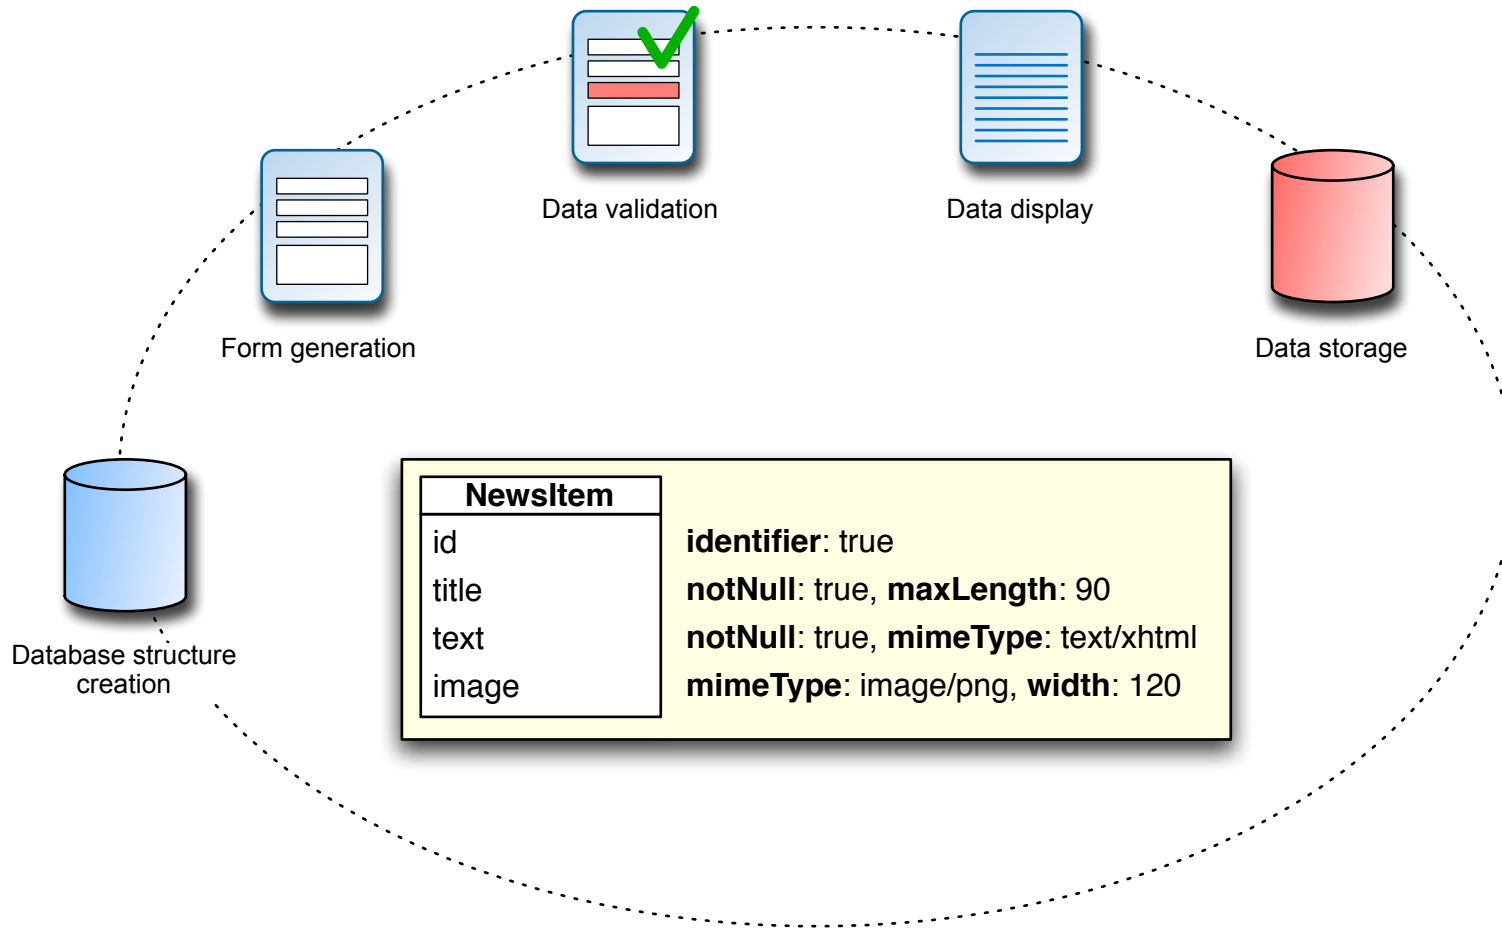 Data validation
Data display
Form generation
Data storage
Database structure
creation
NewsItem
id identifier: true
title notNull: true, maxLength: 90
text notNull: true, mimeType: text/xhtml
image mimeType: image/png, width: 120